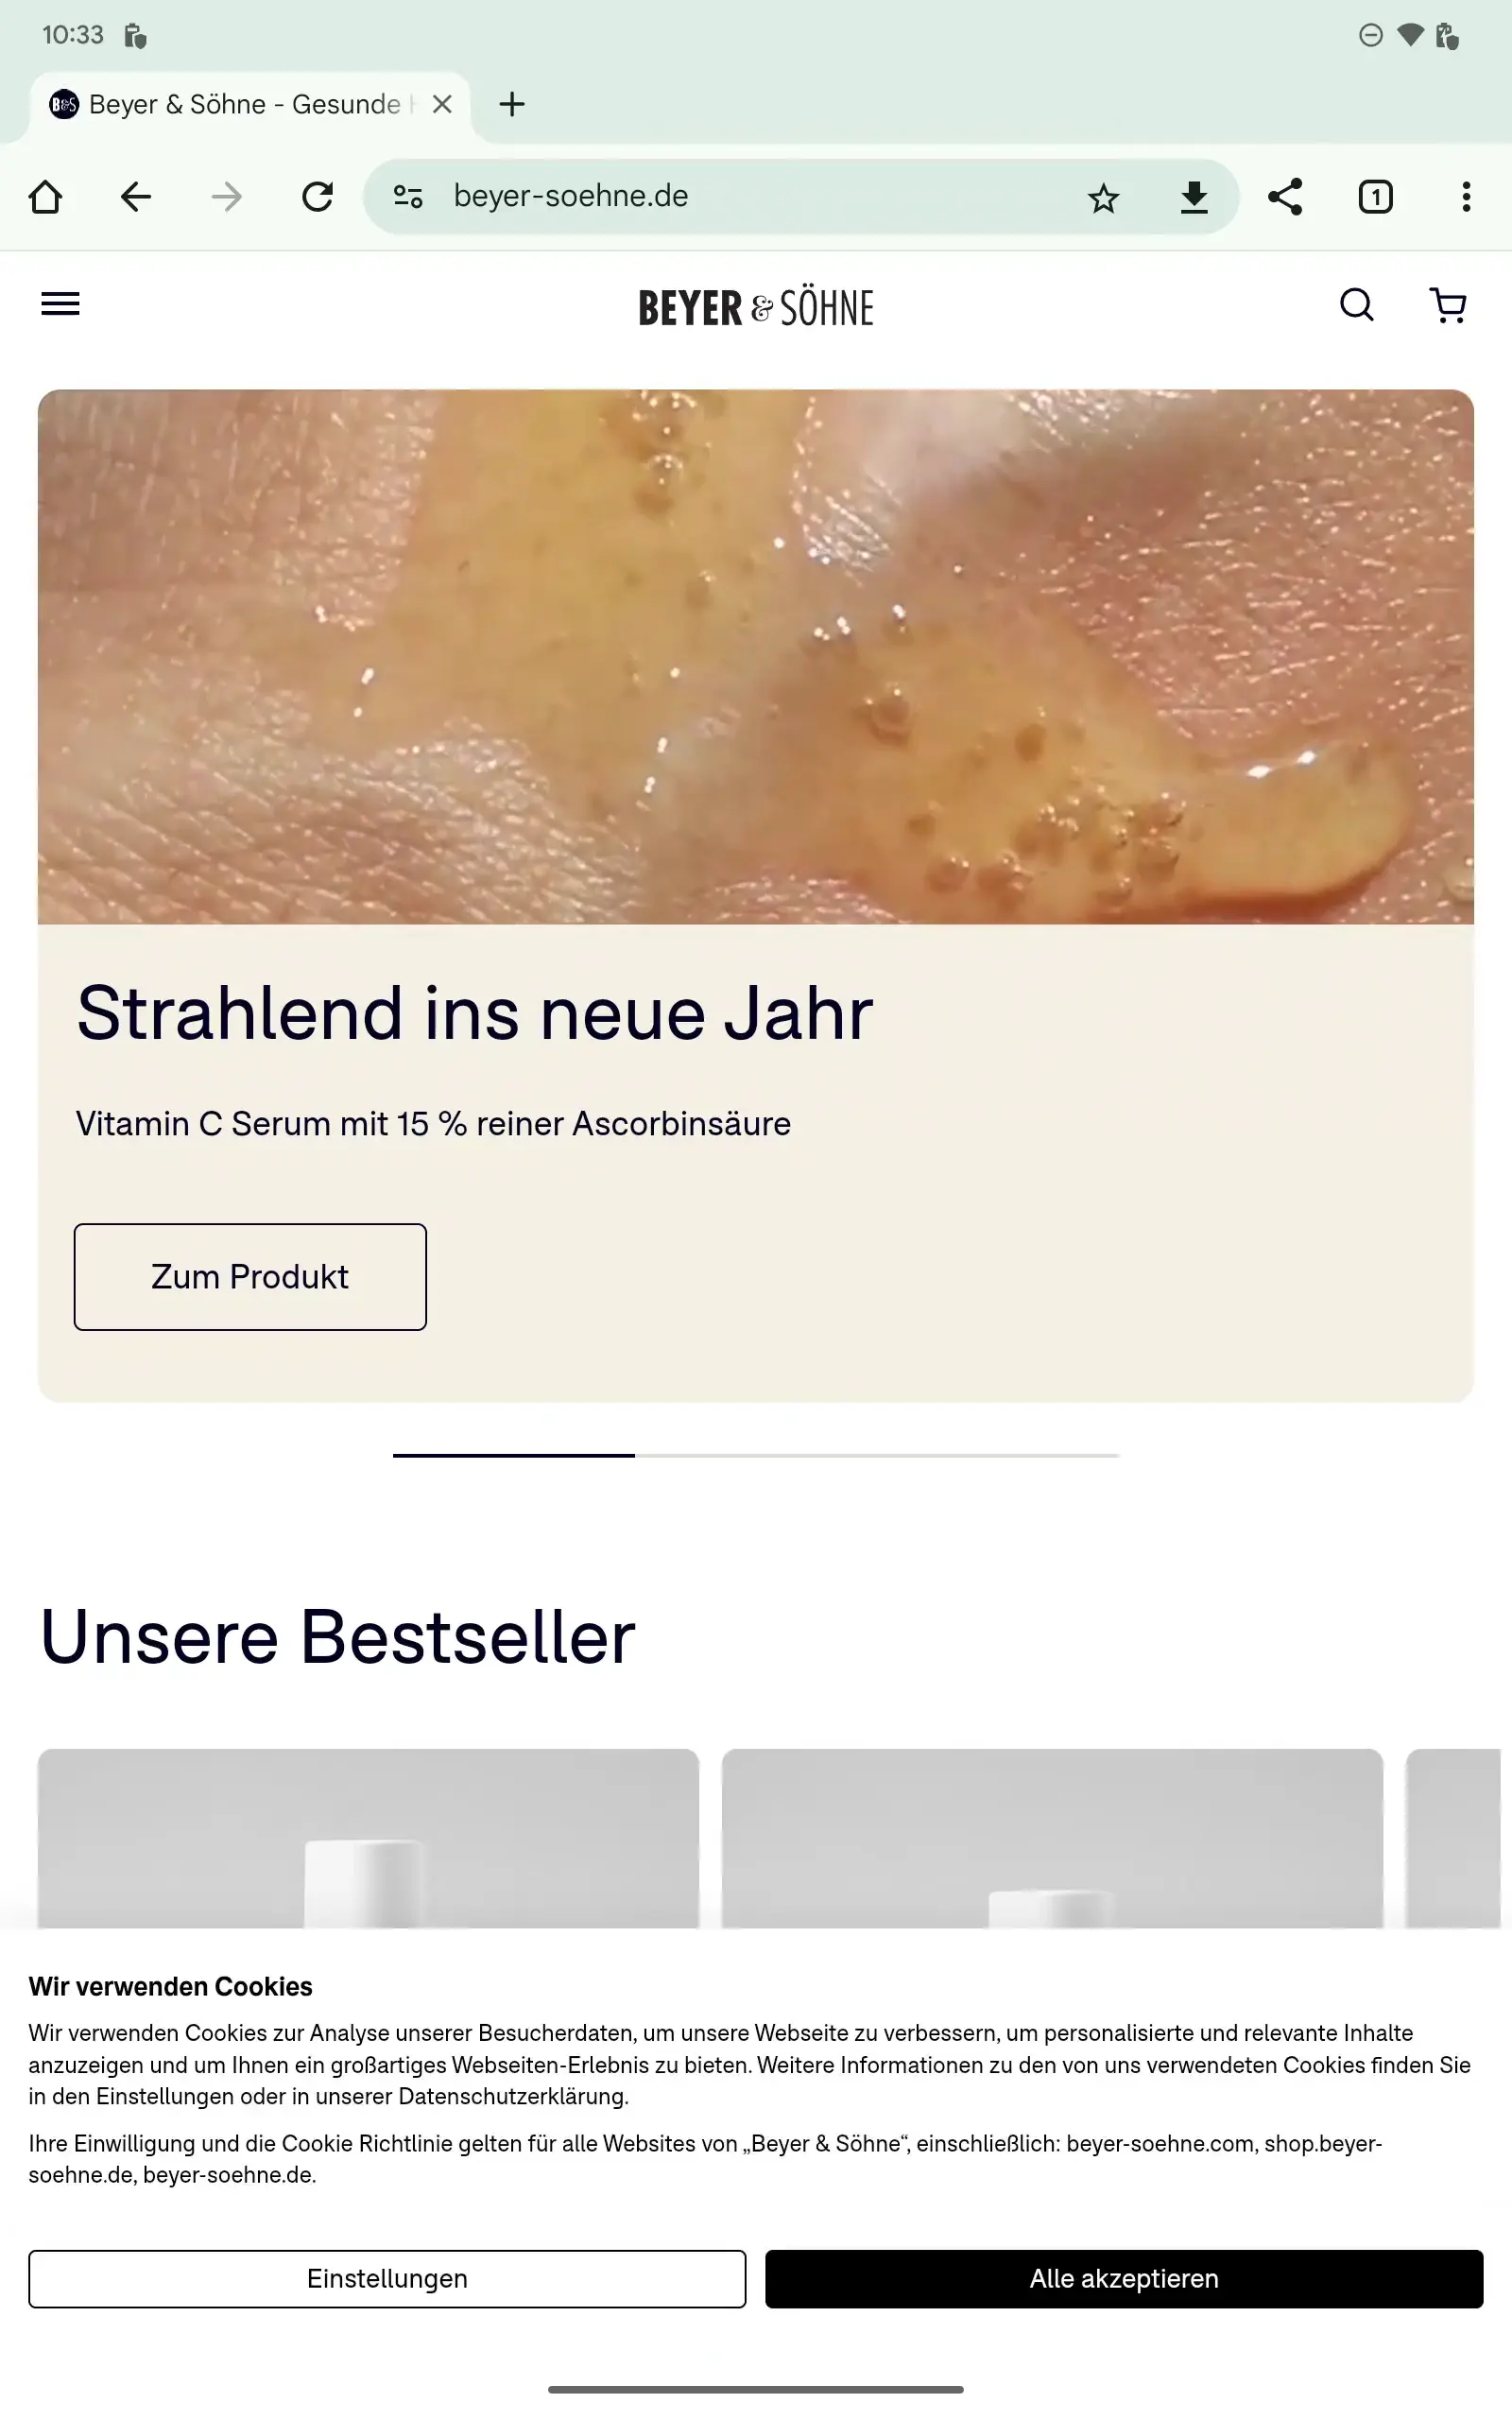 10:33
Beyer & Söhne - Gesunde
beyer-soehne.de
1
BEYER & SÖHNE
Strahlend ins neue Jahr
Vitamin C Serum mit 15 % reiner Ascorbinsäure
Zum Produkt
Unsere Bestseller
Wir verwenden Cookies
Wir verwenden Cookies zur Analyse unserer Besucherdaten, um unsere Webseite zu verbessern, um personalisierte und relevante Inhalte
anzuzeigen und um Ihnen ein großartiges Webseiten-Erlebnis zu bieten. Weitere Informationen zu den von uns verwendeten Cookies finden Sie
in den Einstellungen oder in unserer Datenschutzerklärung.
Ihre Einwilligung und die Cookie Richtlinie gelten für alle Websites von „Beyer & Söhne“, einschließlich: beyer-soehne.com, shop.beyer-
soehne.de, beyer-soehne.de.
Einstellungen
Alle akzeptieren